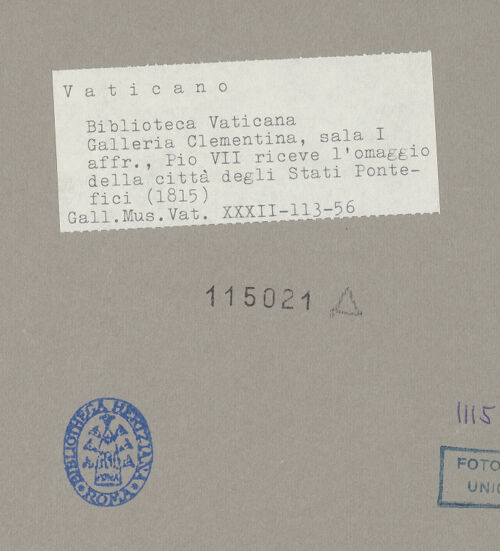 Vaticano
Biblioteca Vaticana
Galleria Clementina, sala I
affr., Pio VII riceve l'omaggio
della città degli Stati Ponte-
fici (1815)
Gall.Mus.Vat. XXXII-113-56
115021
1115
BIBLIOTHECA HERTZIANA
ROMA
FOTO
UNIC